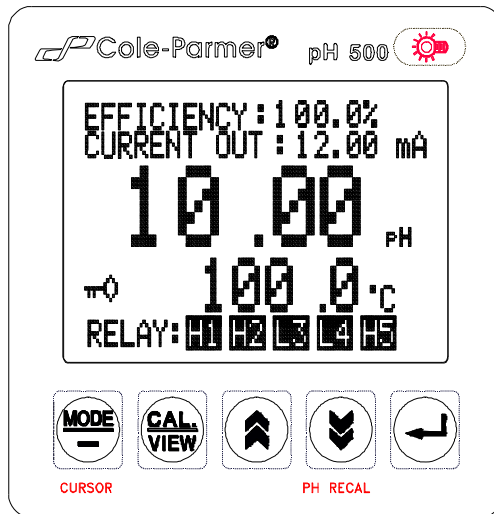 Cole-Parmer® pH 500
EFFICIENCY:100.0%
CURRENT OUT:12.00 mA
10.00 pH
100.0 °C
RELAY: H1 H2 L3 L4 H5
MODE CAL. VIEW
CURSOR PH RECAL